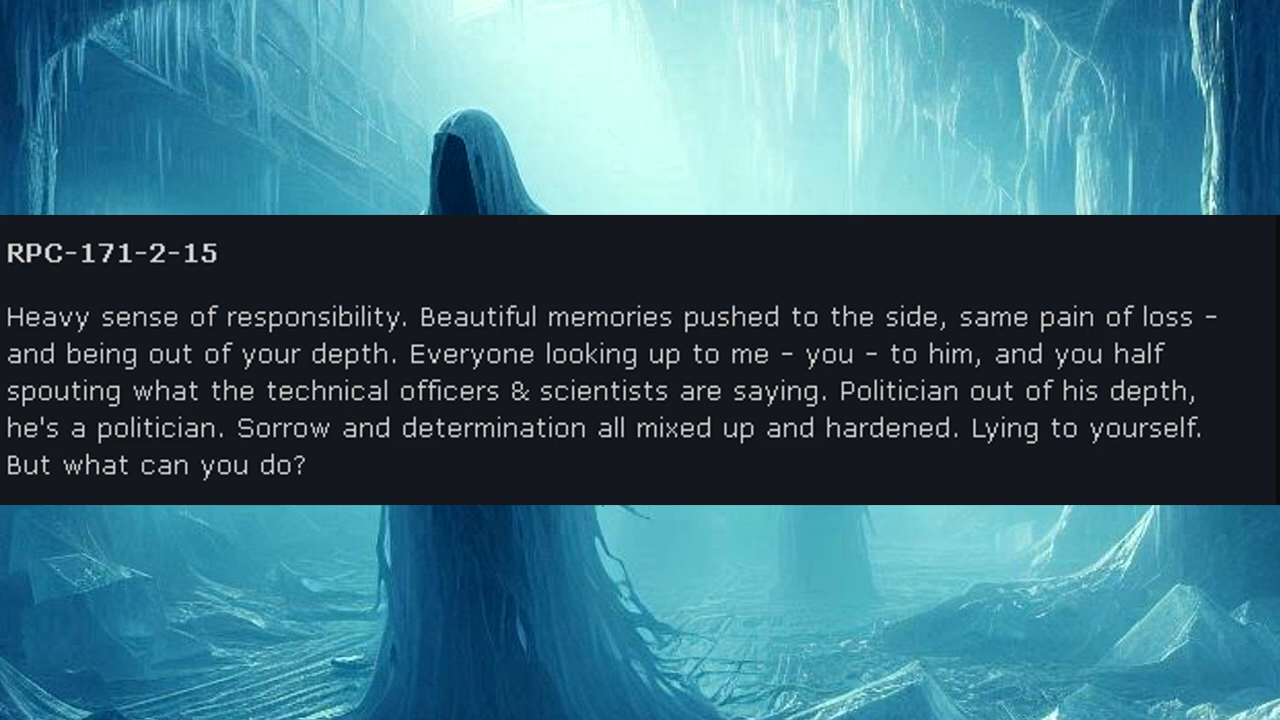 RPC-171-2-15
Heavy sense of responsibility. Beautiful memories pushed to the side, same pain of loss –
and being out of your depth. Everyone looking up to me – you – to him, and you half
spouting what the technical officers & scientists are saying. Politician out of his depth,
he's a politician. Sorrow and determination all mixed up and hardened. Lying to yourself.
But what can you do?